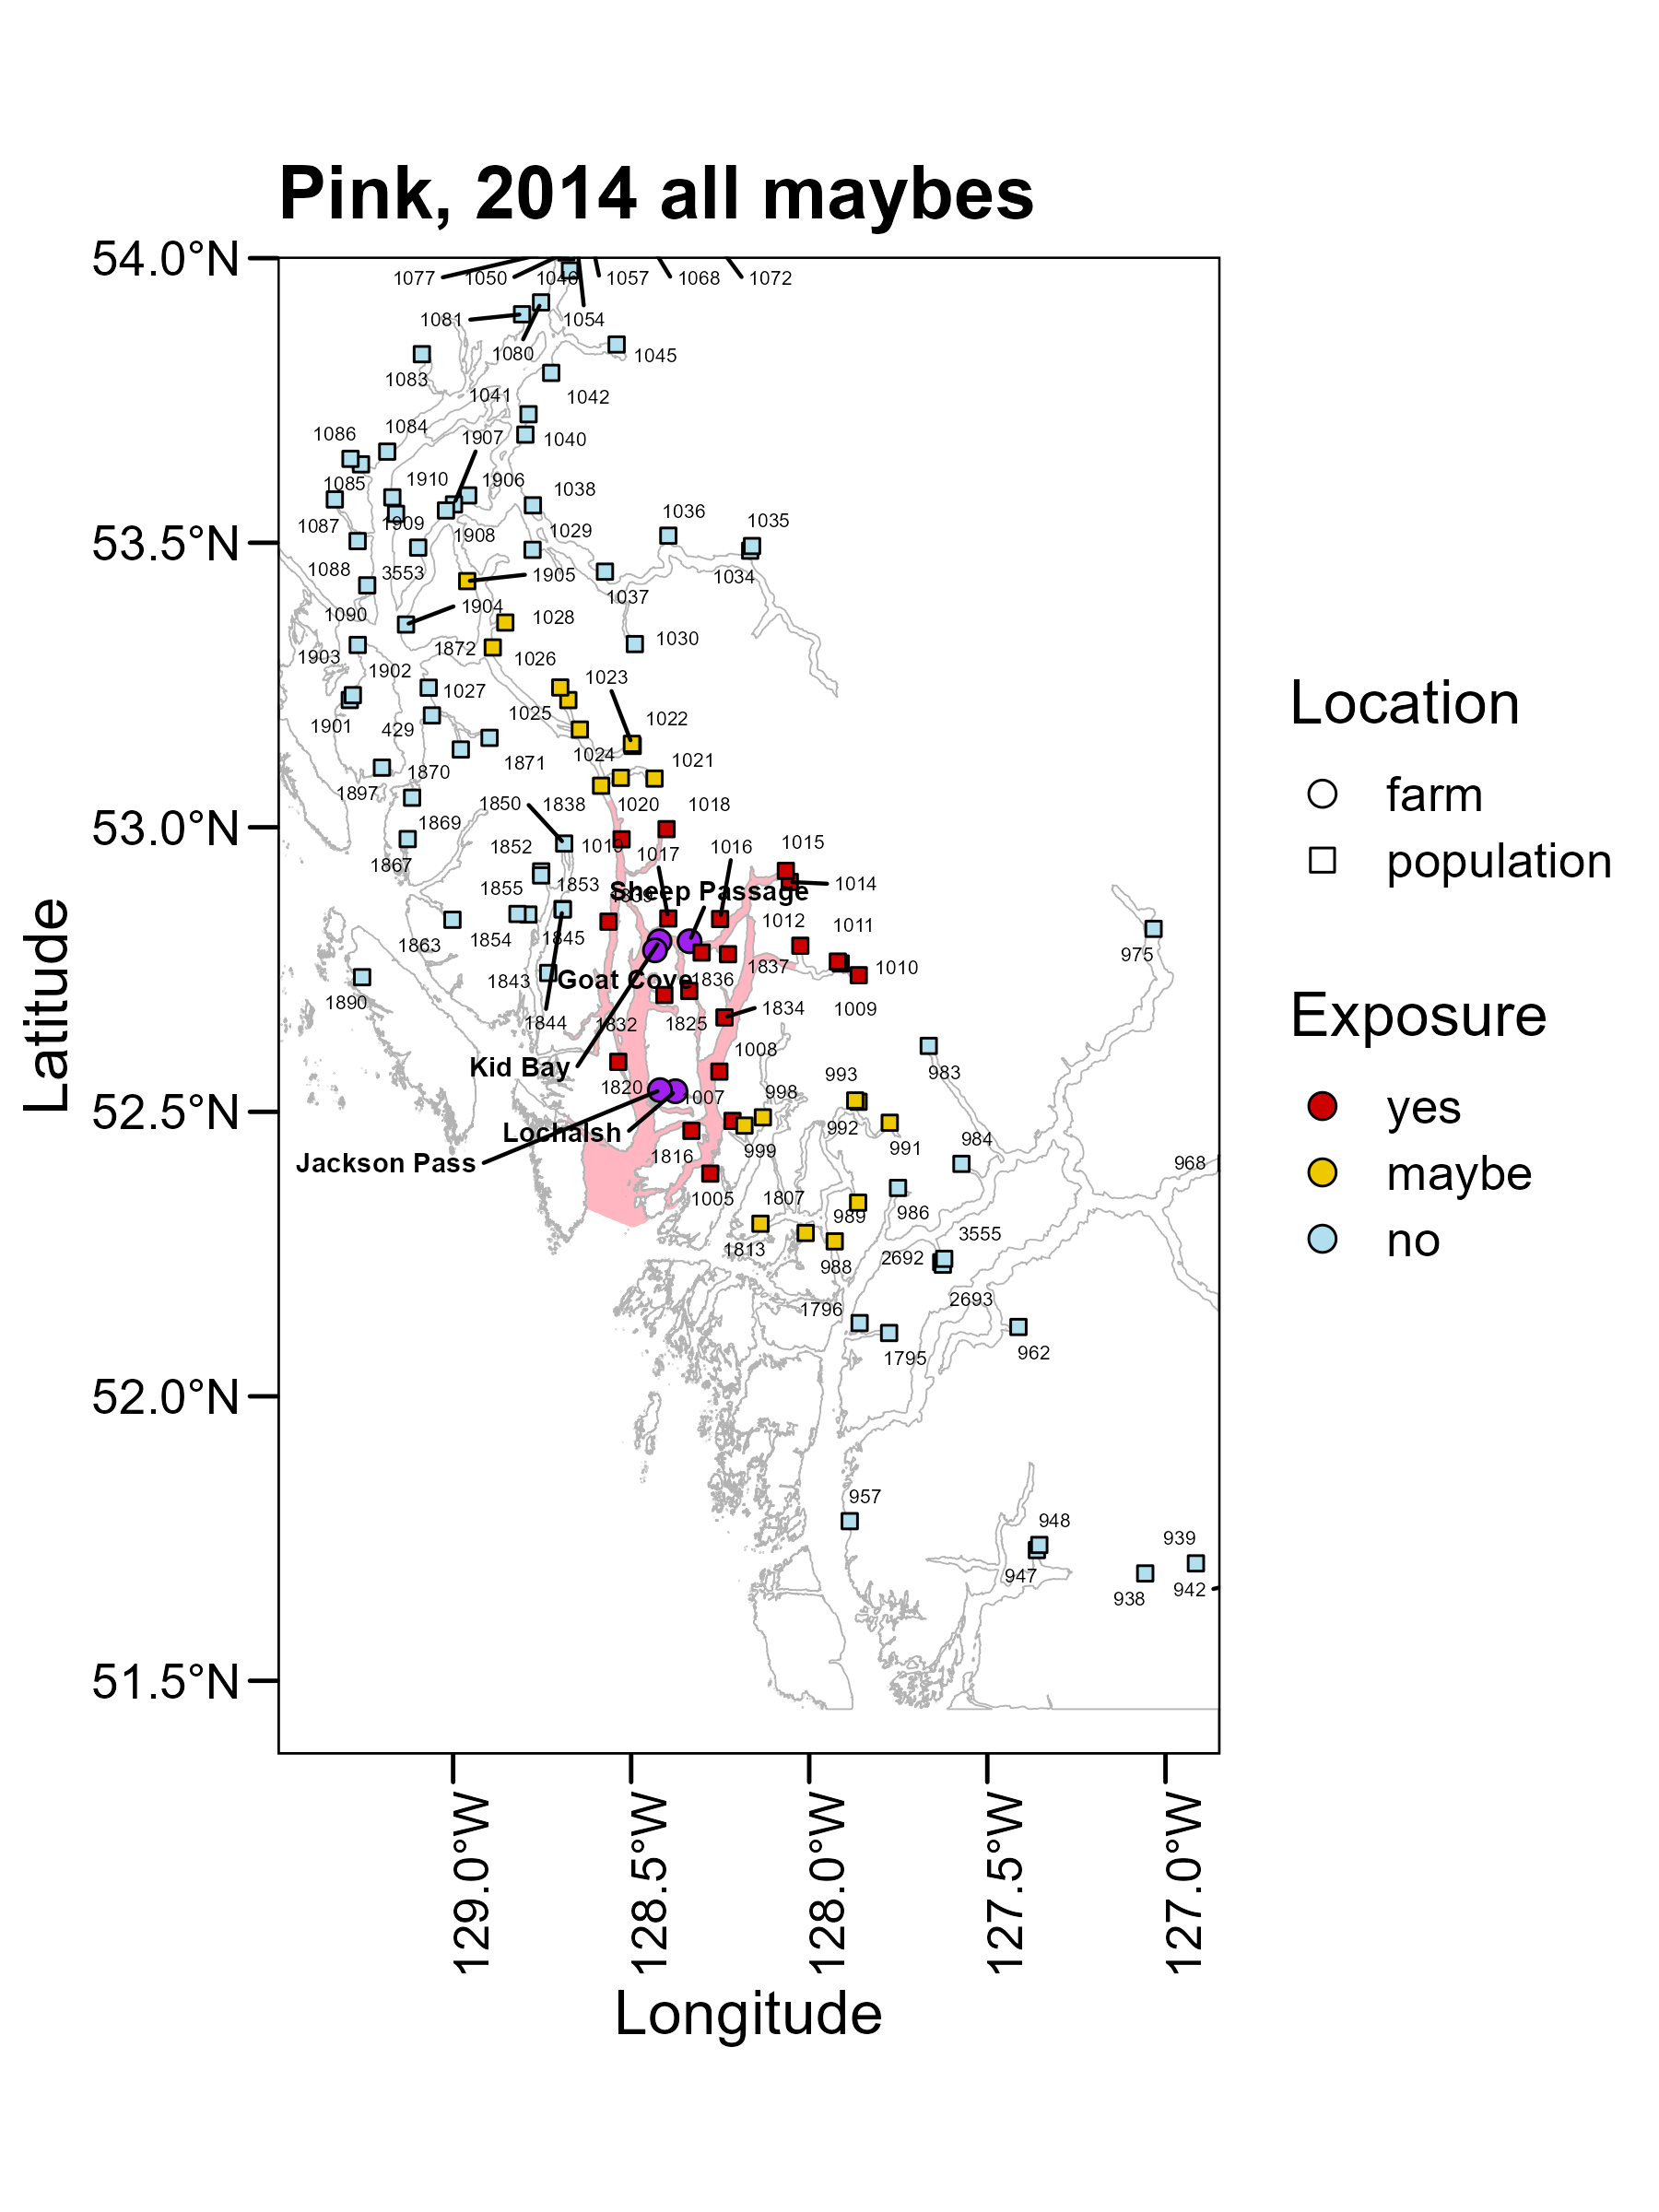 Pink, 2014 all maybes
54.0°N
1077 1050 1046 1057 1068 1072
1081 1054
1080 1045
1083
1041 1042
1086 1084 1907 1040
1085 1910 1906 1038
1087 1909 1908 1029 1036 1035
53.5°N
1088 3553 1905 1037 1034
1090 1904 1028
1903 1872 1026 1030
1902 1027 1023
1901 429 1025 1022
1897 1870 1871 1024 1021
53.0°N
1869 1850 1838 1020 1018
1867 1852 1019 1017 1016 1015
1855 1853 1839 Sheep Passage 1014
1863 1854 1845 1012 1011 975
1890 1843 Goat Cove 1836 1837 1010
1844 1832 1825 1834 1009
Kid Bay 1008 983
52.5°N
1820 1007 998 993
Lochalsh 999 992 991 984
Jackson Pass 1816 968
1005 1807 989 986
1813 988 2692 3555
1796 2693
1795 962
52.0°N
957
948 939
947 938 942
51.5°N
129.0°W
128.5°W
128.0°W
127.5°W
127.0°W
Longitude
Latitude
Location
farm
population
Exposure
yes
maybe
no